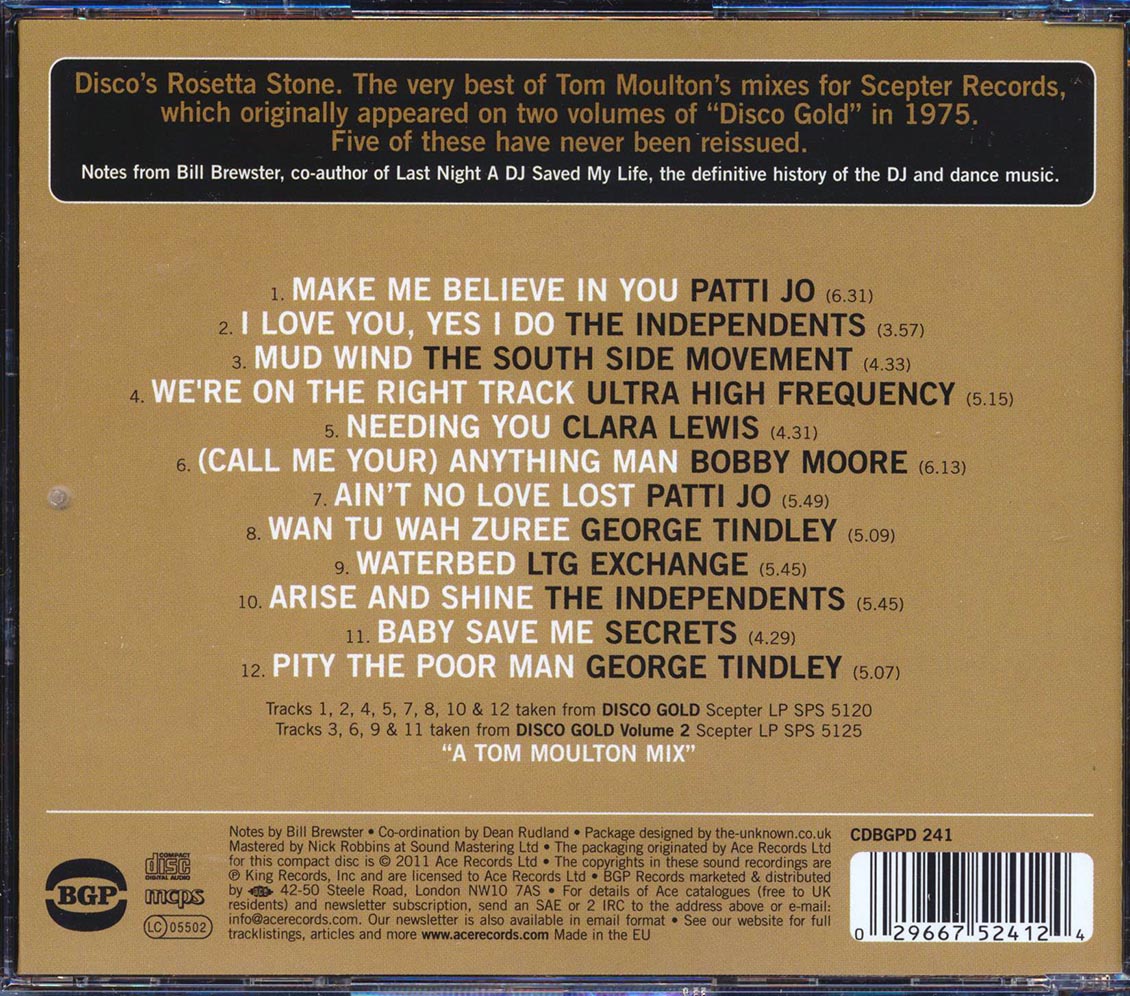 Disco's Rosetta Stone. The very best of Tom Moulton's mixes for Scepter Records,
which originally appeared on two volumes of "Disco Gold" in 1975.
Five of these have never been reissued.
Notes from Bill Brewster, co-author of Last Night A DJ Saved My Life, the definitive history of the DJ and dance music.
1. MAKE ME BELIEVE IN YOU PATTI JO (6.31)
2. I LOVE YOU, YES I DO THE INDEPENDENTS (3.57)
3. MUD WIND THE SOUTH SIDE MOVEMENT (4.33)
4. WE'RE ON THE RIGHT TRACK ULTRA HIGH FREQUENCY (5.15)
5. NEEDING YOU CLARA LEWIS (4.31)
6. (CALL ME YOUR) ANYTHING MAN BOBBY MOORE (6.13)
7. AIN'T NO LOVE LOST PATTI JO (5.49)
8. WAN TU WAH ZUREE GEORGE TINDLEY (5.09)
9. WATERBED LTG EXCHANGE (5.45)
10. ARISE AND SHINE THE INDEPENDENTS (5.45)
11. BABY SAVE ME SECRETS (4.29)
12. PITY THE POOR MAN GEORGE TINDLEY (5.07)
Tracks 1, 2, 4, 5, 7, 8, 10 & 12 taken from DISCO GOLD Scepter LP SPS 5120
Tracks 3, 6, 9 & 11 taken from DISCO GOLD Volume 2 Scepter LP SPS 5125
"A TOM MOULTON MIX"
BGP
COMPACT
disc
DIGITAL AUDIO
mcps
LC 05502
Notes by Bill Brewster • Co-ordination by Dean Rudland • Package designed by the-unknown.co.uk
Mastered by Nick Robbins at Sound Mastering Ltd • The packaging originated by Ace Records Ltd
for this compact disc is © 2011 Ace Records Ltd • The copyrights in these sound recordings are
℗ King Records, Inc and are licensed to Ace Records Ltd • BGP Records marketed & distributed
by ACE 42-50 Steele Road, London NW10 7AS • For details of Ace catalogues (free to UK
residents) and newsletter subscription, send an SAE or 2 IRC to the address above or e-mail:
info@acerecords.com. Our newsletter is also available in email format • See our website for full
tracklistings, articles and more www.acerecords.com Made in the EU
CDBGPD 241
0 29667 52412 4